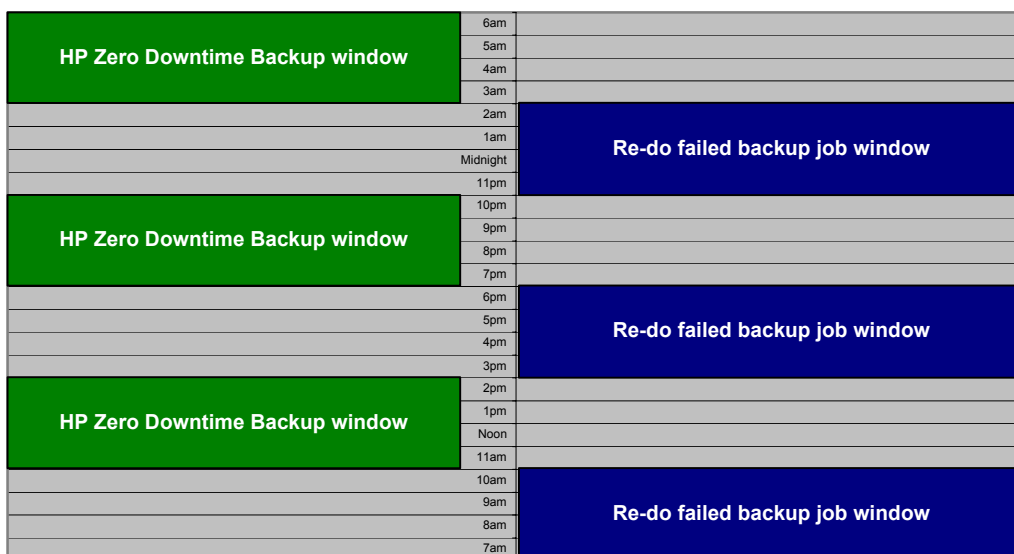 HP Zero Downtime Backup window
6am
5am
4am
3am
2am
1am
Midnight
11pm
Re-do failed backup job window
HP Zero Downtime Backup window
10pm
9pm
8pm
7pm
6pm
5pm
4pm
3pm
Re-do failed backup job window
HP Zero Downtime Backup window
2pm
1pm
Noon
11am
10am
9am
8am
7am
Re-do failed backup job window